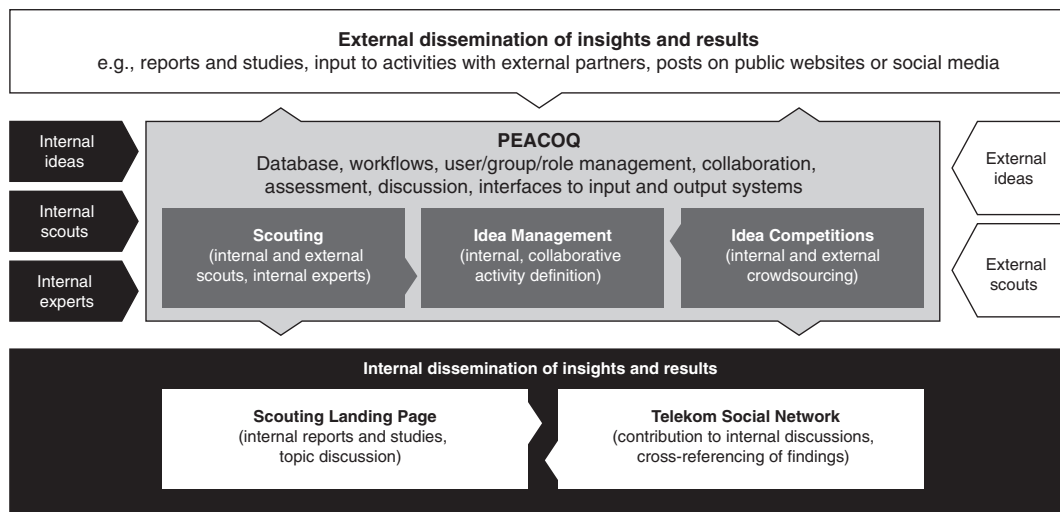 External dissemination of insights and results
e.g., reports and studies, input to activities with external partners, posts on public websites or social media
Internal
ideas
Internal
scouts
Internal
experts
PEACOQ
Database, workflows, user/group/role management, collaboration,
assessment, discussion, interfaces to input and output systems
Scouting
(internal and external
scouts, internal experts)
Idea Management
(internal, collaborative
activity definition)
Idea Competitions
(internal and external
crowdsourcing)
External
ideas
External
scouts
Internal dissemination of insights and results
Scouting Landing Page
(internal reports and studies,
topic discussion)
Telekom Social Network
(contribution to internal discussions,
cross-referencing of findings)